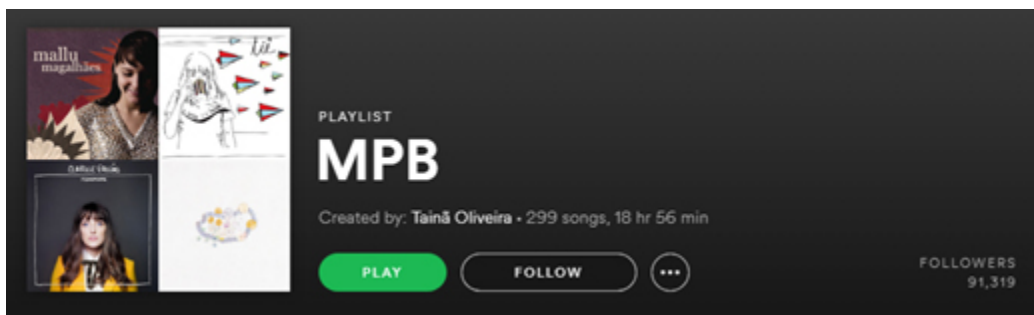 mallu
magalhães
tiê
PLAYLIST
MPB
Created by: Tainã Oliveira • 299 songs, 18 hr 56 min
PLAY
FOLLOW
FOLLOWERS
91,319